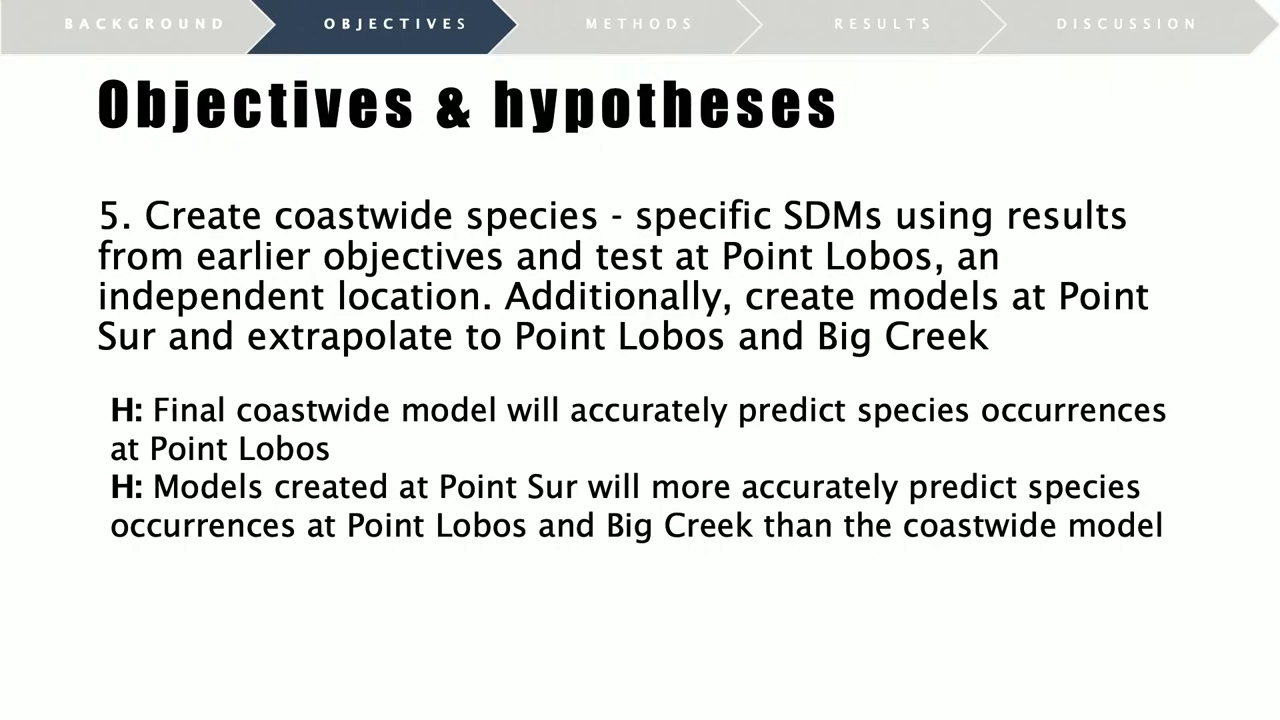 BACKGROUND
OBJECTIVES
METHODS
RESULTS
DISCUSSION
Objectives & hypotheses
5. Create coastwide species - specific SDMs using results
from earlier objectives and test at Point Lobos, an
independent location. Additionally, create models at Point
Sur and extrapolate to Point Lobos and Big Creek
H: Final coastwide model will accurately predict species occurrences
at Point Lobos
H: Models created at Point Sur will more accurately predict species
occurrences at Point Lobos and Big Creek than the coastwide model